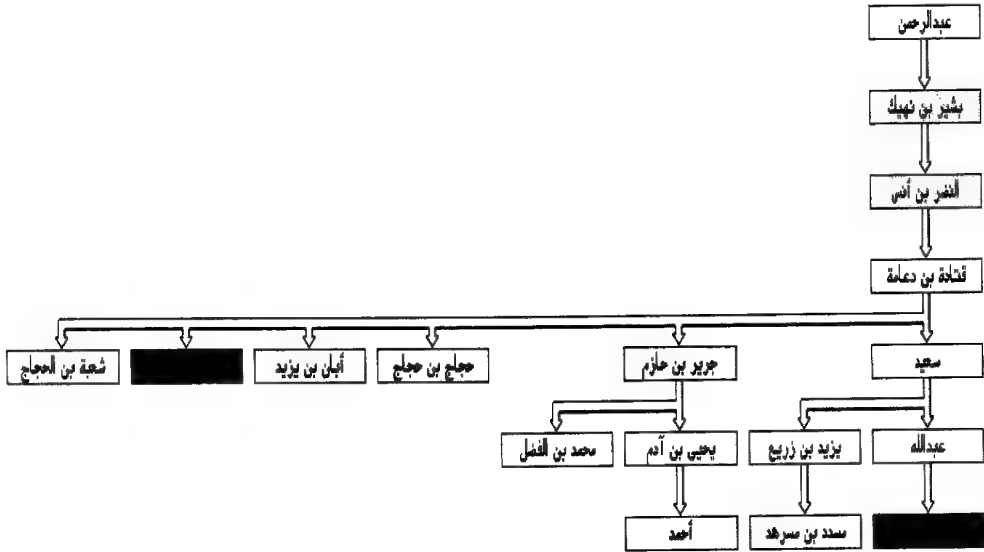 عبدالرحمن
بشير بن نهيك
النضر بن أنس
قتادة بن دعامة
سعيد
جرير بن حازم
حجاج بن حجاج
أبان بن يزيد
شعبة بن الحجاج
عبدالله
يزيد بن زريع
يحيى بن آدم
محمد بن الفضل
مسدد بن مسرهد
أحمد